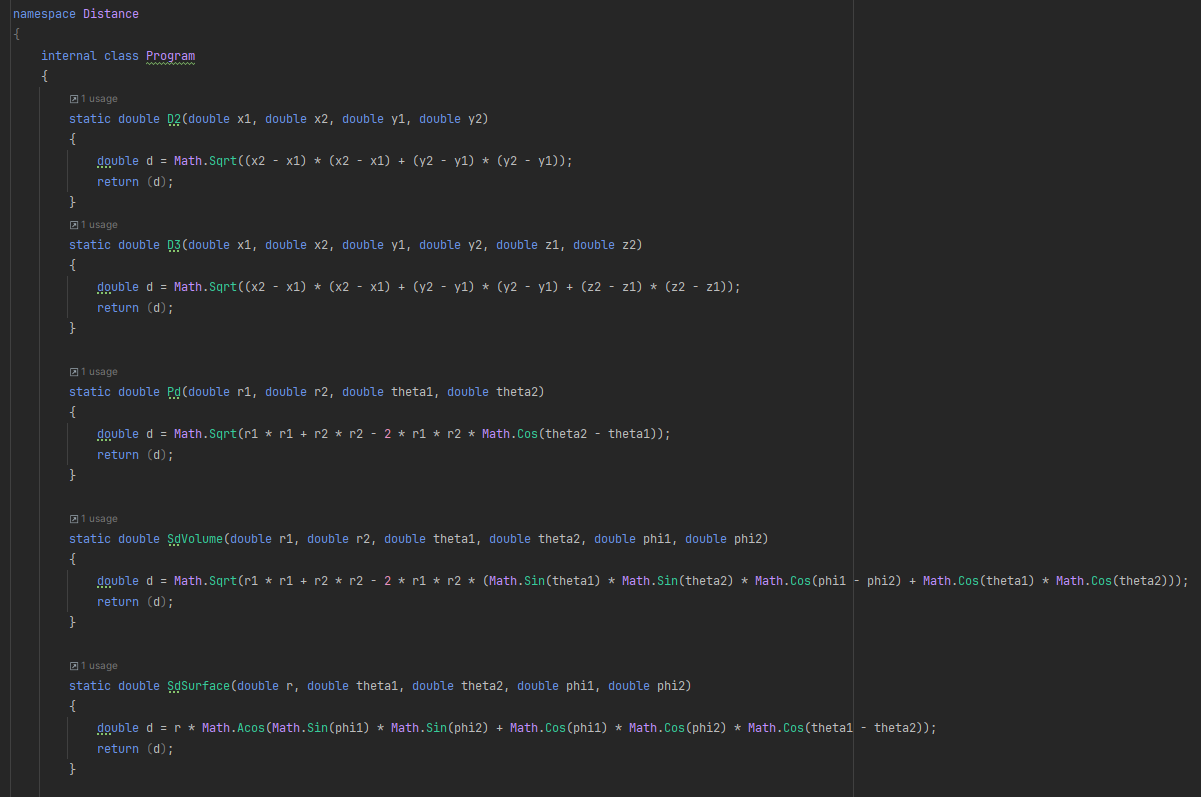 namespace Distance
{
internal class Program
{
1 usage
static double D2(double x1, double x2, double y1, double y2)
{
double d = Math.Sqrt((x2 - x1) * (x2 - x1) + (y2 - y1) * (y2 - y1));
return (d);
}
1 usage
static double D3(double x1, double x2, double y1, double y2, double z1, double z2)
{
double d = Math.Sqrt((x2 - x1) * (x2 - x1) + (y2 - y1) * (y2 - y1) + (z2 - z1) * (z2 - z1));
return (d);
}
1 usage
static double Pd(double r1, double r2, double theta1, double theta2)
{
double d = Math.Sqrt(r1 * r1 + r2 * r2 - 2 * r1 * r2 * Math.Cos(theta2 - theta1));
return (d);
}
1 usage
static double SdVolume(double r1, double r2, double theta1, double theta2, double phi1, double phi2)
{
double d = Math.Sqrt(r1 * r1 + r2 * r2 - 2 * r1 * r2 * (Math.Sin(theta1) * Math.Sin(theta2) * Math.Cos(phi1 - phi2) + Math.Cos(theta1) * Math.Cos(theta2)));
return (d);
}
1 usage
static double SdSurface(double r, double theta1, double theta2, double phi1, double phi2)
{
double d = r * Math.Acos(Math.Sin(phi1) * Math.Sin(phi2) + Math.Cos(phi1) * Math.Cos(phi2) * Math.Cos(theta1 - theta2));
return (d);
}